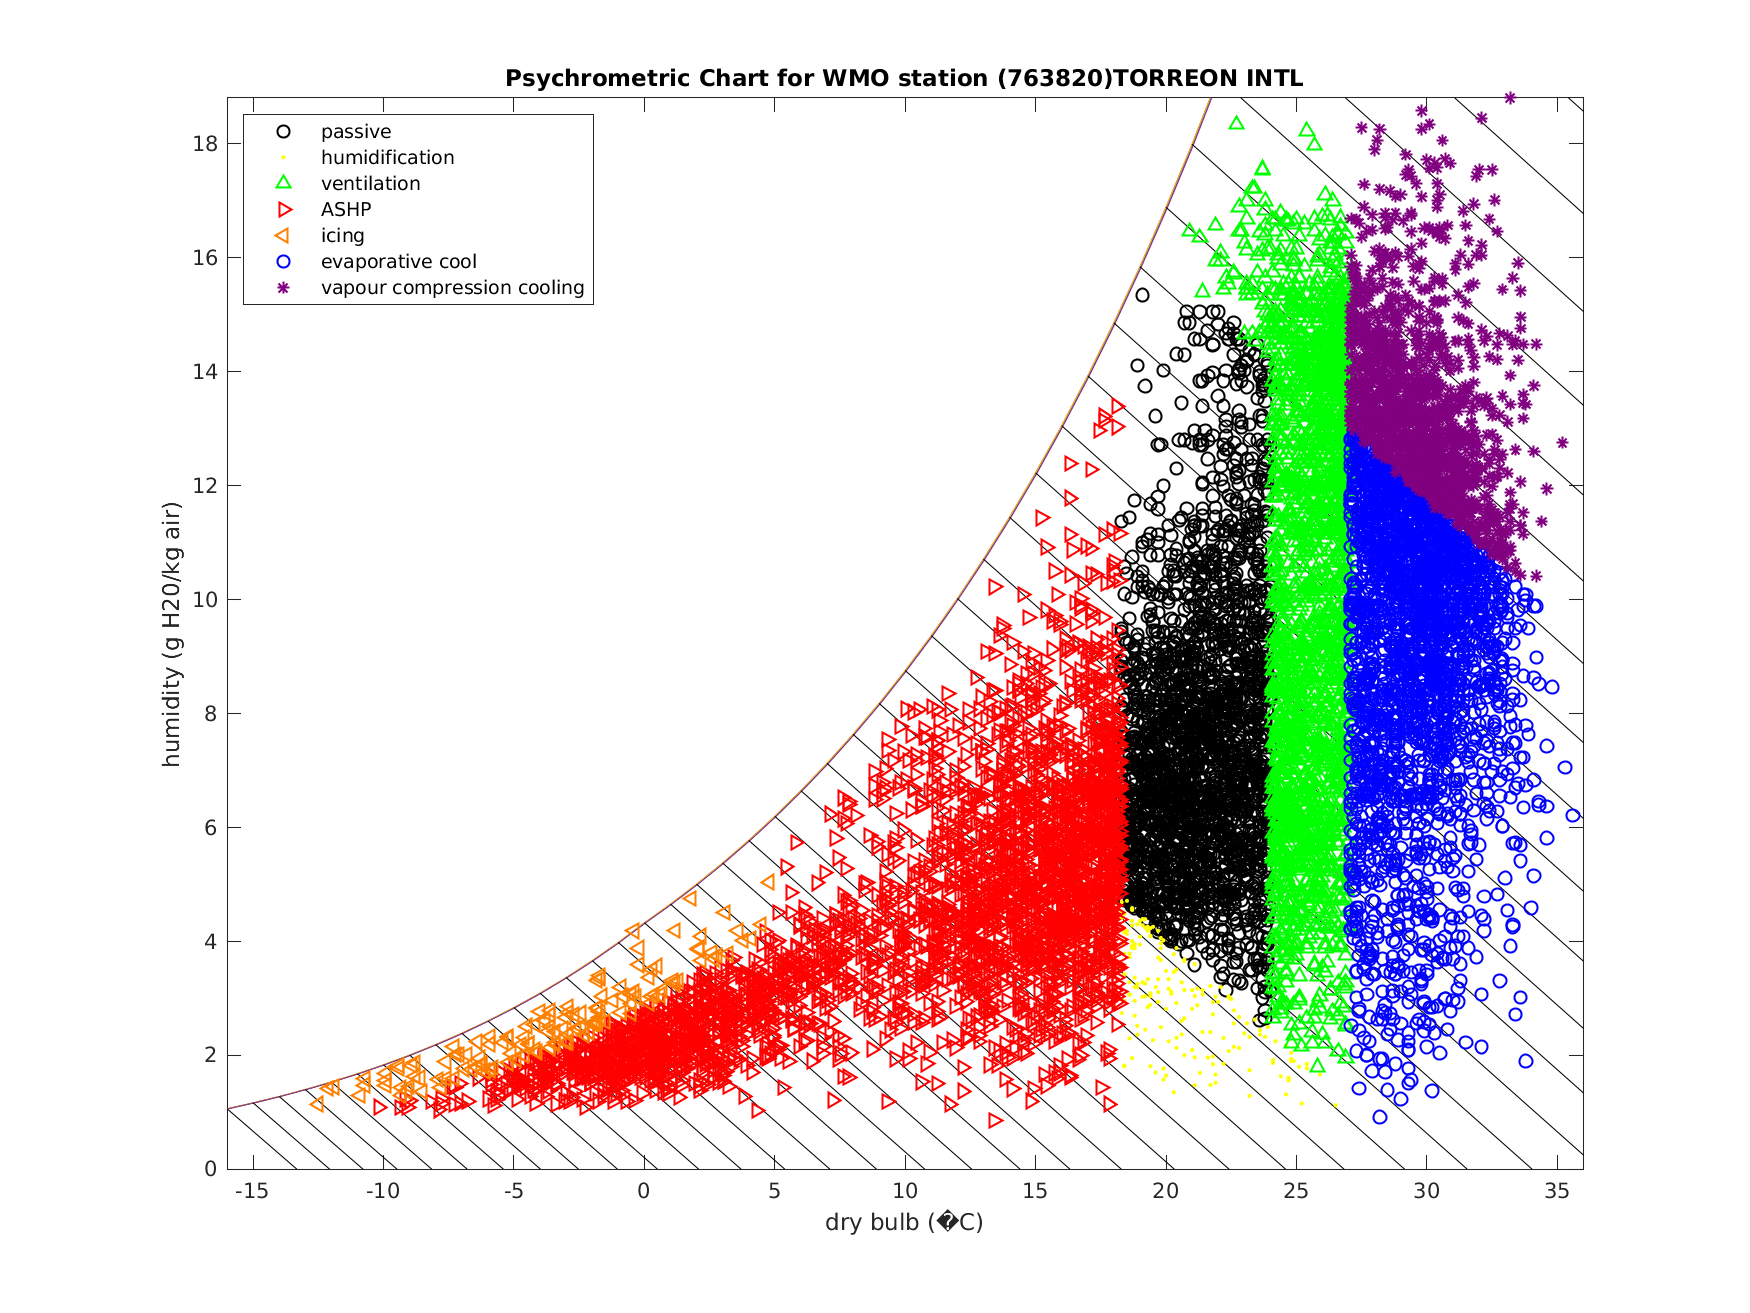 Psychrometric Chart for WMO station (763820)TORREON INTL
passive
humidification
ventilation
ASHP
icing
evaporative cool
vapour compression cooling
humidity (g H20/kg air)
18
16
14
12
10
8
6
4
2
0
-15 -10 -5 0 5 10 15 20 25 30 35
dry bulb (�C)